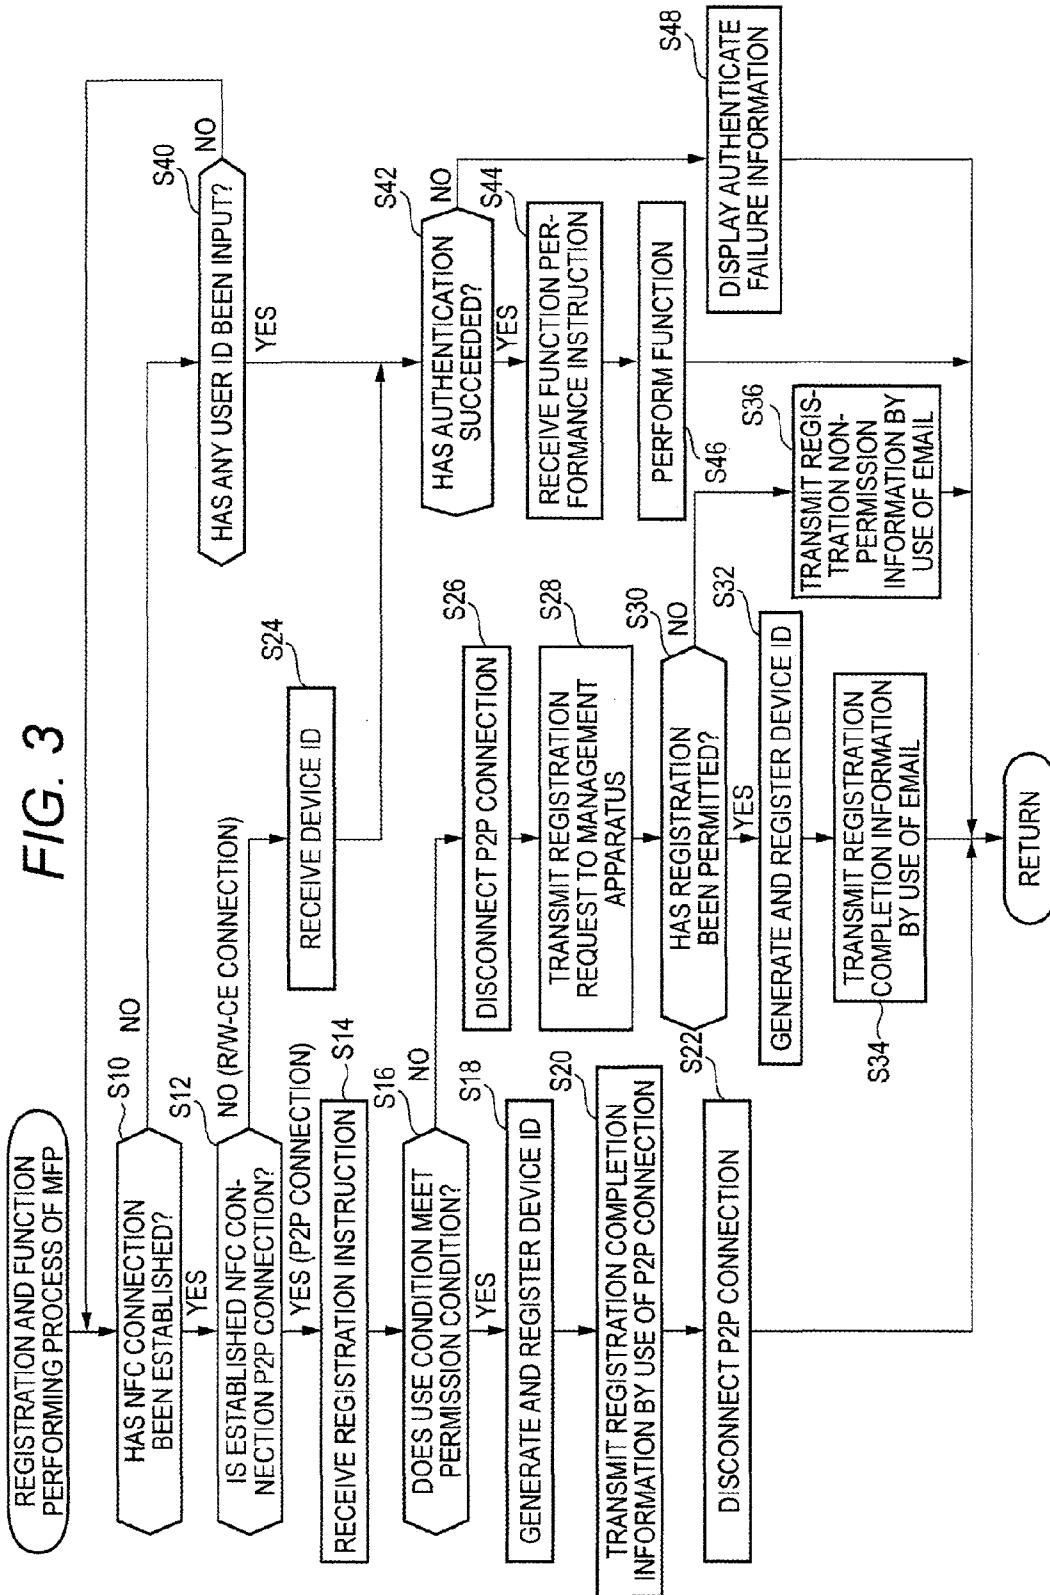 FIG. 3
REGISTRATION AND FUNCTION
PERFORMING PROCESS OF MFP
S10
HAS NFC CONNECTION
BEEN ESTABLISHED?
NO
YES
S12
IS ESTABLISHED NFC CON-
NECTION P2P CONNECTION?
NO (R/W-CE CONNECTION)
YES (P2P CONNECTION)
S14
RECEIVE REGISTRATION INSTRUCTION
S16
DOES USE CONDITION MEET
PERMISSION CONDITION?
NO
YES
S18
GENERATE AND REGISTER DEVICE ID
S20
TRANSMIT REGISTRATION COMPLETION
INFORMATION BY USE OF P2P CONNECTION
S22
DISCONNECT P2P CONNECTION
S24
RECEIVE DEVICE ID
S26
DISCONNECT P2P CONNECTION
S28
TRANSMIT REGISTRATION
REQUEST TO MANAGEMENT
APPARATUS
S30
HAS REGISTRATION
BEEN PERMITTED?
NO
YES
S32
GENERATE AND REGISTER DEVICE ID
S34
TRANSMIT REGISTRATION
COMPLETION INFORMATION
BY USE OF EMAIL
S36
TRANSMIT REGIS-
TRATION NON-
PERMISSION
INFORMATION BY
USE OF EMAIL
S40
HAS ANY USER ID BEEN INPUT?
NO
YES
S42
HAS AUTHENTICATION
SUCCEEDED?
NO
YES
S44
RECEIVE FUNCTION PER-
FORMANCE INSTRUCTION
S46
PERFORM FUNCTION
S48
DISPLAY AUTHENTICATE
FAILURE INFORMATION
RETURN